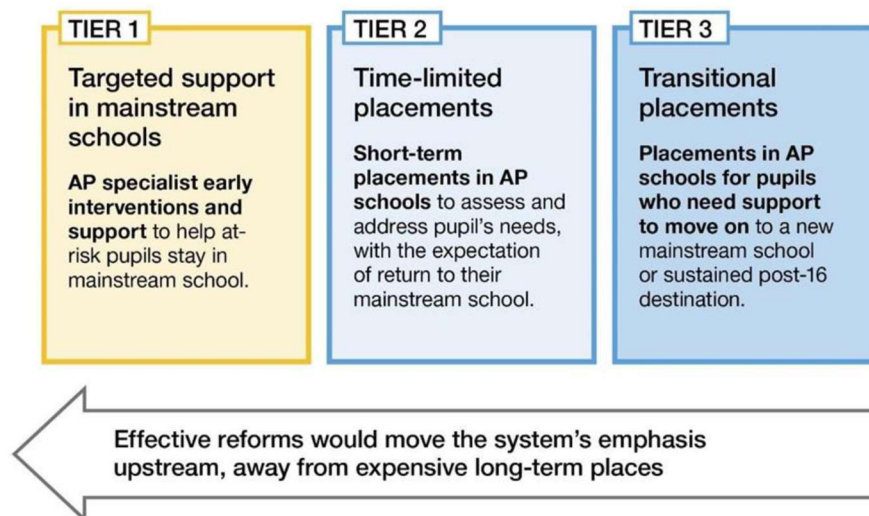 TIER 1
Targeted support
in mainstream
schools
AP specialist early
interventions and
support to help at-
risk pupils stay in
mainstream school.
TIER 2
Time-limited
placements
Short-term
placements in AP
schools to assess and
address pupil's needs,
with the expectation
of return to their
mainstream school.
TIER 3
Transitional
placements
Placements in AP
schools for pupils
who need support
to move on to a new
mainstream school
or sustained post-16
destination.
Effective reforms would move the system's emphasis
upstream, away from expensive long-term places